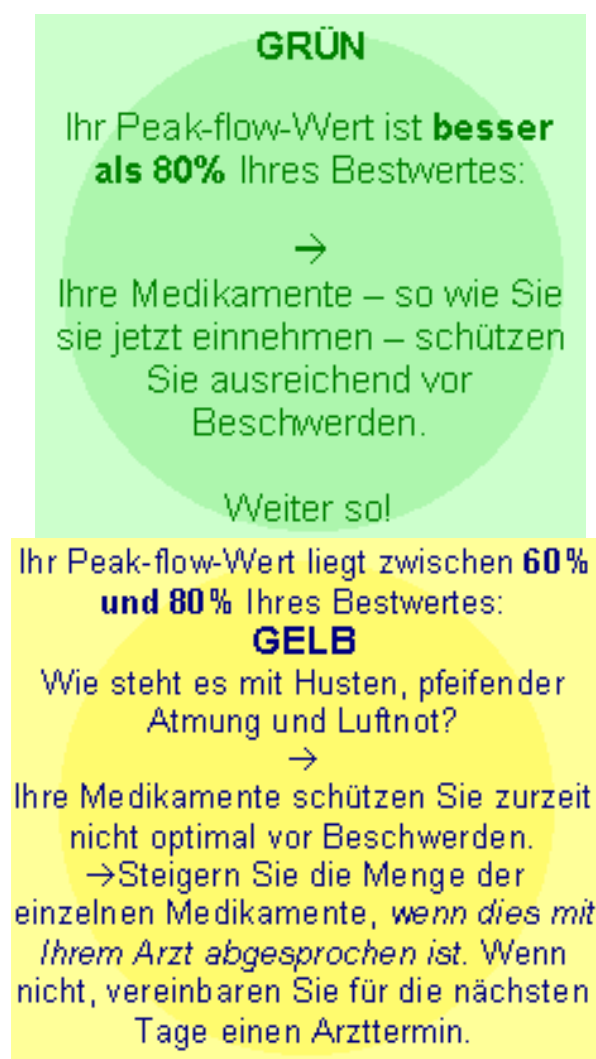 GRÜN
Ihr Peak-flow-Wert ist besser
als 80% Ihres Bestwertes:
→
Ihre Medikamente – so wie Sie
sie jetzt einnehmen – schützen
Sie ausreichend vor
Beschwerden.
Weiter so!
Ihr Peak-flow-Wert liegt zwischen 60%
und 80% Ihres Bestwertes:
GELB
Wie steht es mit Husten, pfeifender
Atmung und Luftnot?
→
Ihre Medikamente schützen Sie zurzeit
nicht optimal vor Beschwerden.
→Steigern Sie die Menge der
einzelnen Medikamente, wenn dies mit
Ihrem Arzt abgesprochen ist. Wenn
nicht, vereinbaren Sie für die nächsten
Tage einen Arzttermin.